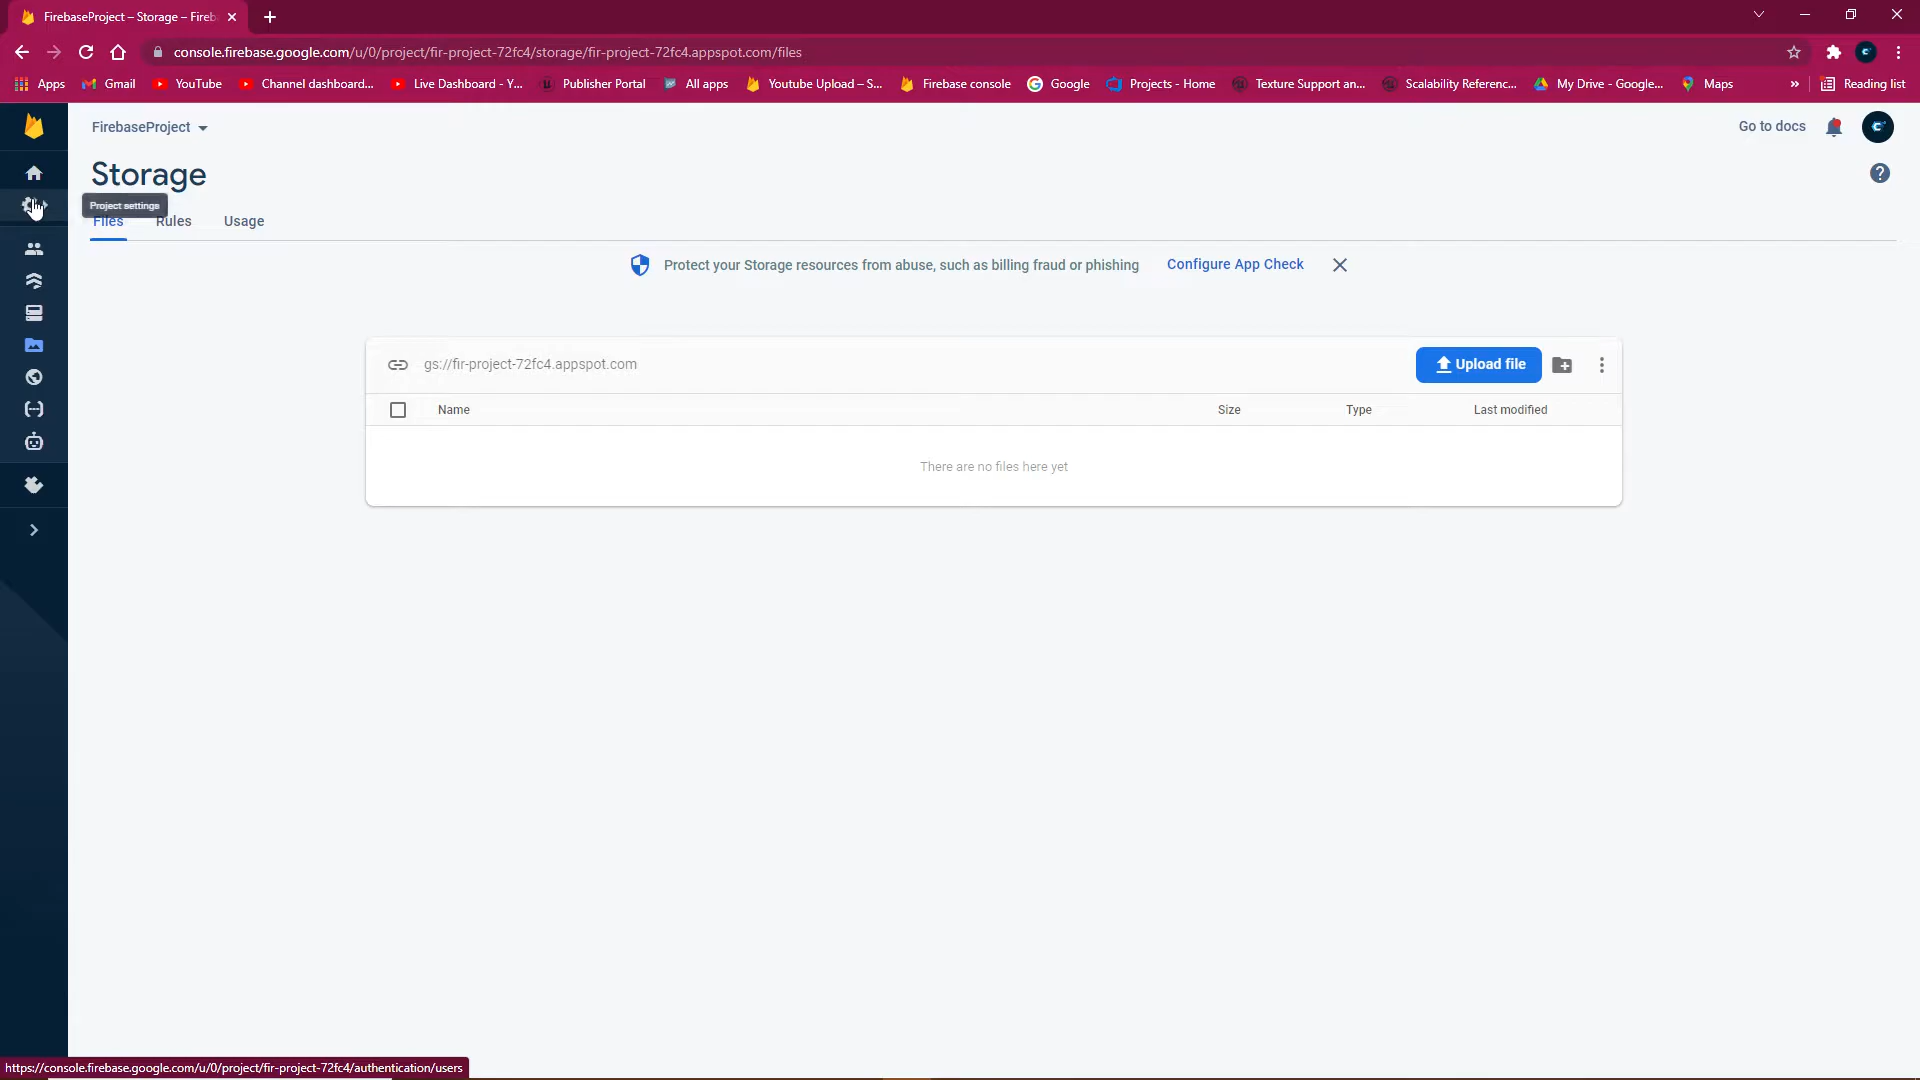 FirebaseProject – Storage – Fireb
console.firebase.google.com/u/0/project/fir-project-72fc4/storage/fir-project-72fc4.appspot.com/files
Apps
Gmail
YouTube
Channel dashboard...
Live Dashboard - Y...
Publisher Portal
All apps
Youtube Upload – S...
Firebase console
Google
Projects - Home
Texture Support an...
Scalability Referenc...
My Drive - Google...
Maps
»
Reading list
FirebaseProject
Go to docs
Storage
Project settings
Files
Rules
Usage
Protect your Storage resources from abuse, such as billing fraud or phishing
Configure App Check
gs://fir-project-72fc4.appspot.com
Upload file
Name
Size
Type
Last modified
There are no files here yet
https://console.firebase.google.com/u/0/project/fir-project-72fc4/authentication/users